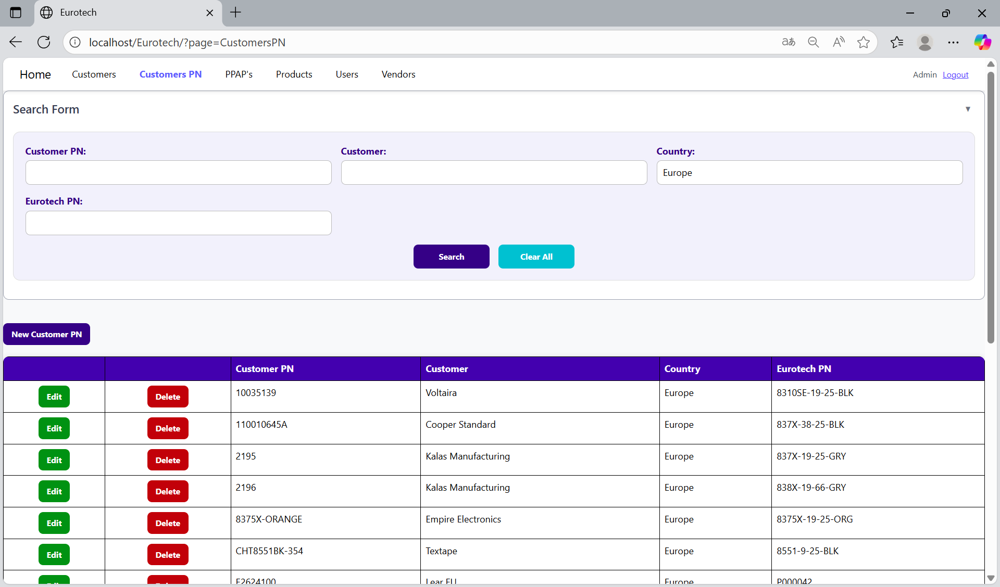 Eurotech
localhost/Eurotech/?page=CustomersPN
Home Customers Customers PN PPAP's Products Users Vendors Admin Logout
Search Form
Customer PN: Customer: Country:
Europe
Eurotech PN:
Search Clear All
New Customer PN
Customer PN Customer Country Eurotech PN
Edit Delete 10035139 Voltaira Europe 8310SE-19-25-BLK
Edit Delete 110010645A Cooper Standard Europe 837X-38-25-BLK
Edit Delete 2195 Kalas Manufacturing Europe 837X-19-25-GRY
Edit Delete 2196 Kalas Manufacturing Europe 838X-19-66-GRY
Edit Delete 8375X-ORANGE Empire Electronics Europe 8375X-19-25-ORG
Edit Delete CHT8551BK-354 Textape Europe 8551-9-25-BLK
Lear EU Europe P000042